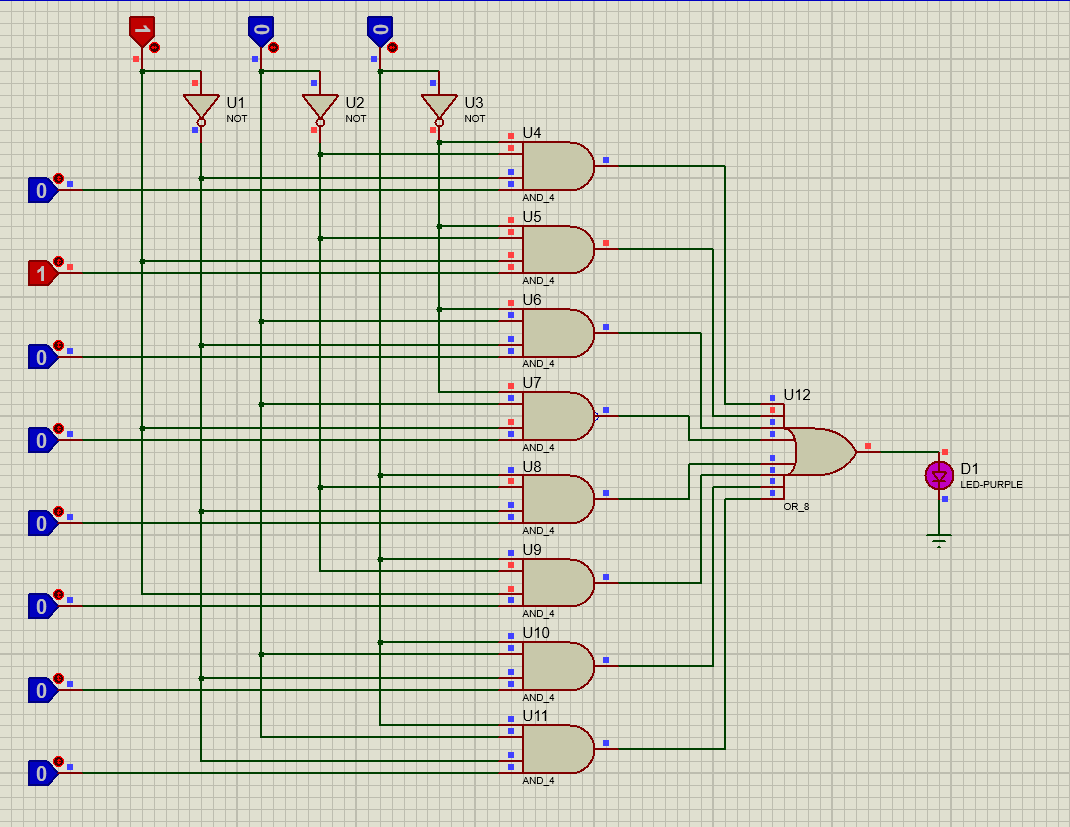 1
0
0
U1
NOT
U2
NOT
U3
NOT
U4
AND_4
0
U5
AND_4
1
U6
AND_4
0
U7
AND_4
0
U8
AND_4
0
U9
AND_4
0
U10
AND_4
0
U11
AND_4
0
U12
OR_8
D1
LED-PURPLE